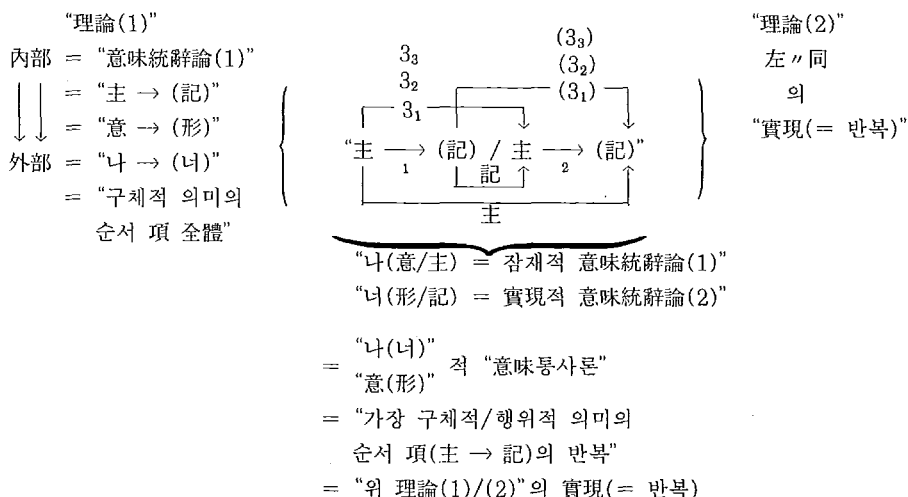 “理論(1)”
內部 = “意味統辭論(1)”
= “主 → (記)”
= “意 → (形)”
外部 = “나 → (너)”
= “구체적 의미의
순서 項 全體”
3₃
3₂
3₁
(3₃)
(3₂)
(3₁)
“主 → (記) / 主 → (記)”
1 2
記
主
“理論(2)”
左〃同
의
“實現(= 반복)”
“나(意/主) = 잠재적 意味統辭論(1)”
“너(形/記) = 實現적 意味統辭論(2)”
“나(너)”
= 적 “意味통사론”
“意(形)”
= “가장 구체적/행위적 의미의
순서 項(主 → 記)의 반복”
= “위 理論(1)/(2)”의 實現(= 반복)